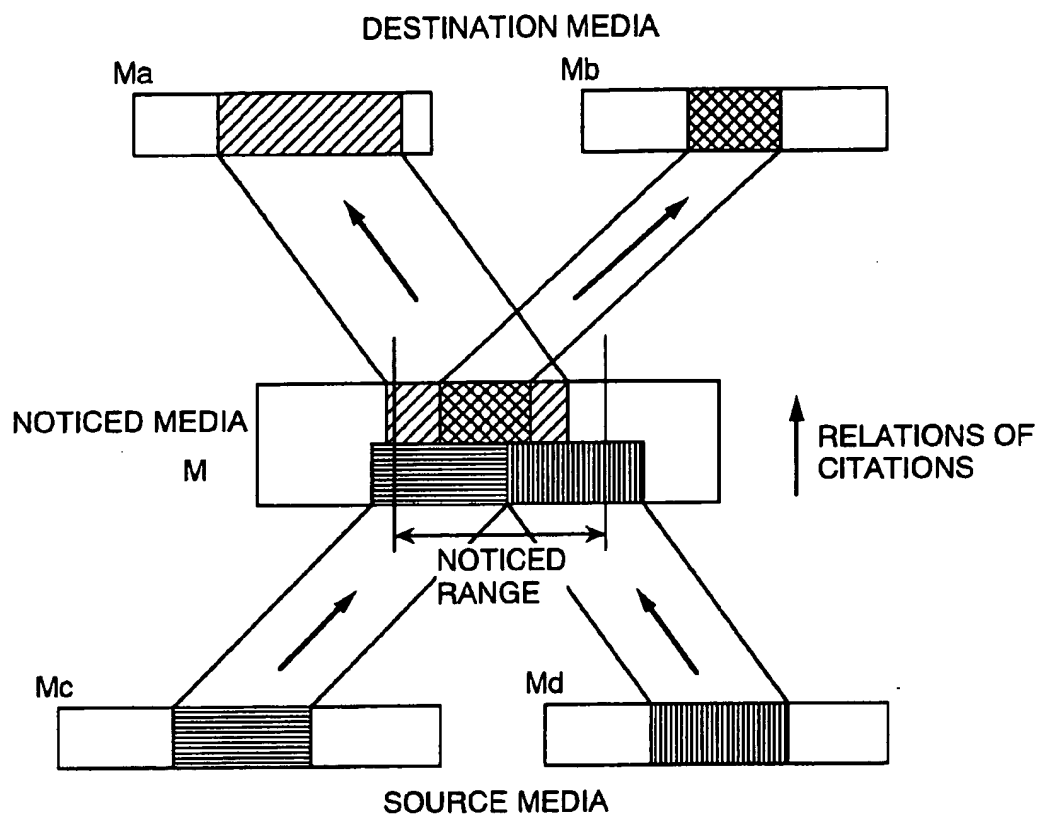 DESTINATION MEDIA
Ma
Mb
NOTICED MEDIA
M
RELATIONS OF
CITATIONS
NOTICED
RANGE
Mc
Md
SOURCE MEDIA